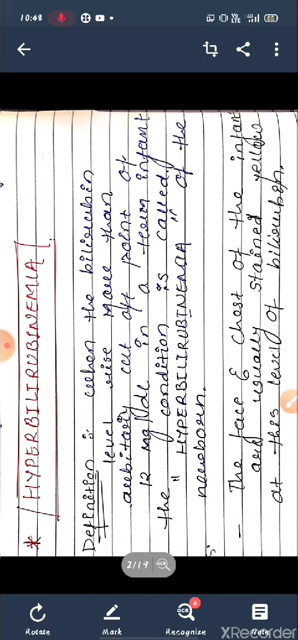 10:48
* HYPERBILIRUBINEMIA
Definition :- when the bilirubin
level rise more than
arbitary cut off point of
12 mg/dl in a term infant
the condition is called
" HYPERBILIRUBINEMIA " of the
newborn.
- The face & chest of the infant
are usually stained yellow
at this level of bilirubin.
2/19
OCR
Rotate
Mark
Recognize
Note
XRecorder